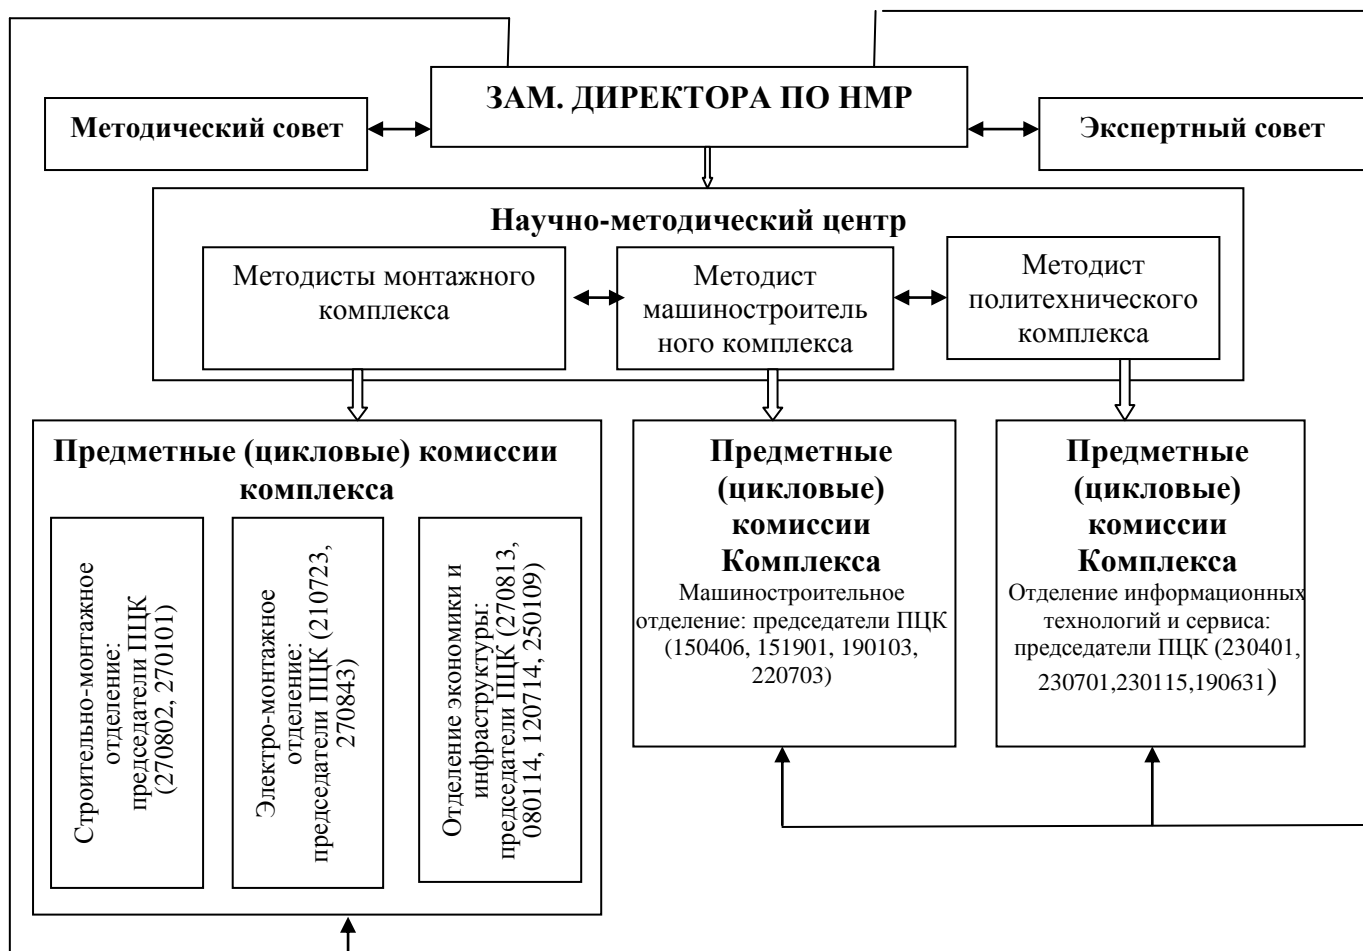 ЗАМ. ДИРЕКТОРА ПО НМР
Методический совет
Экспертный совет
Научно-методический центр
Методисты монтажного
комплекса
Методист
машиностроитель
ного комплекса
Методист
политехнического
комплекса
Предметные (цикловые) комиссии
комплекса
Строительно-монтажное
отделение:
председатели ПЦК
(270802, 270101)
Электро-монтажное
отделение:
председатели ПЦК (210723,
270843)
Отделение экономики и
инфраструктуры:
председатели ПЦК (270813,
080114, 120714, 250109)
Предметные
(цикловые)
комиссии
Комплекса
Машиностроительное
отделение: председатели ПЦК
(150406, 151901, 190103,
220703)
Предметные
(цикловые)
комиссии
Комплекса
Отделение информационных
технологий и сервиса:
председатели ПЦК (230401,
230701,230115,190631)